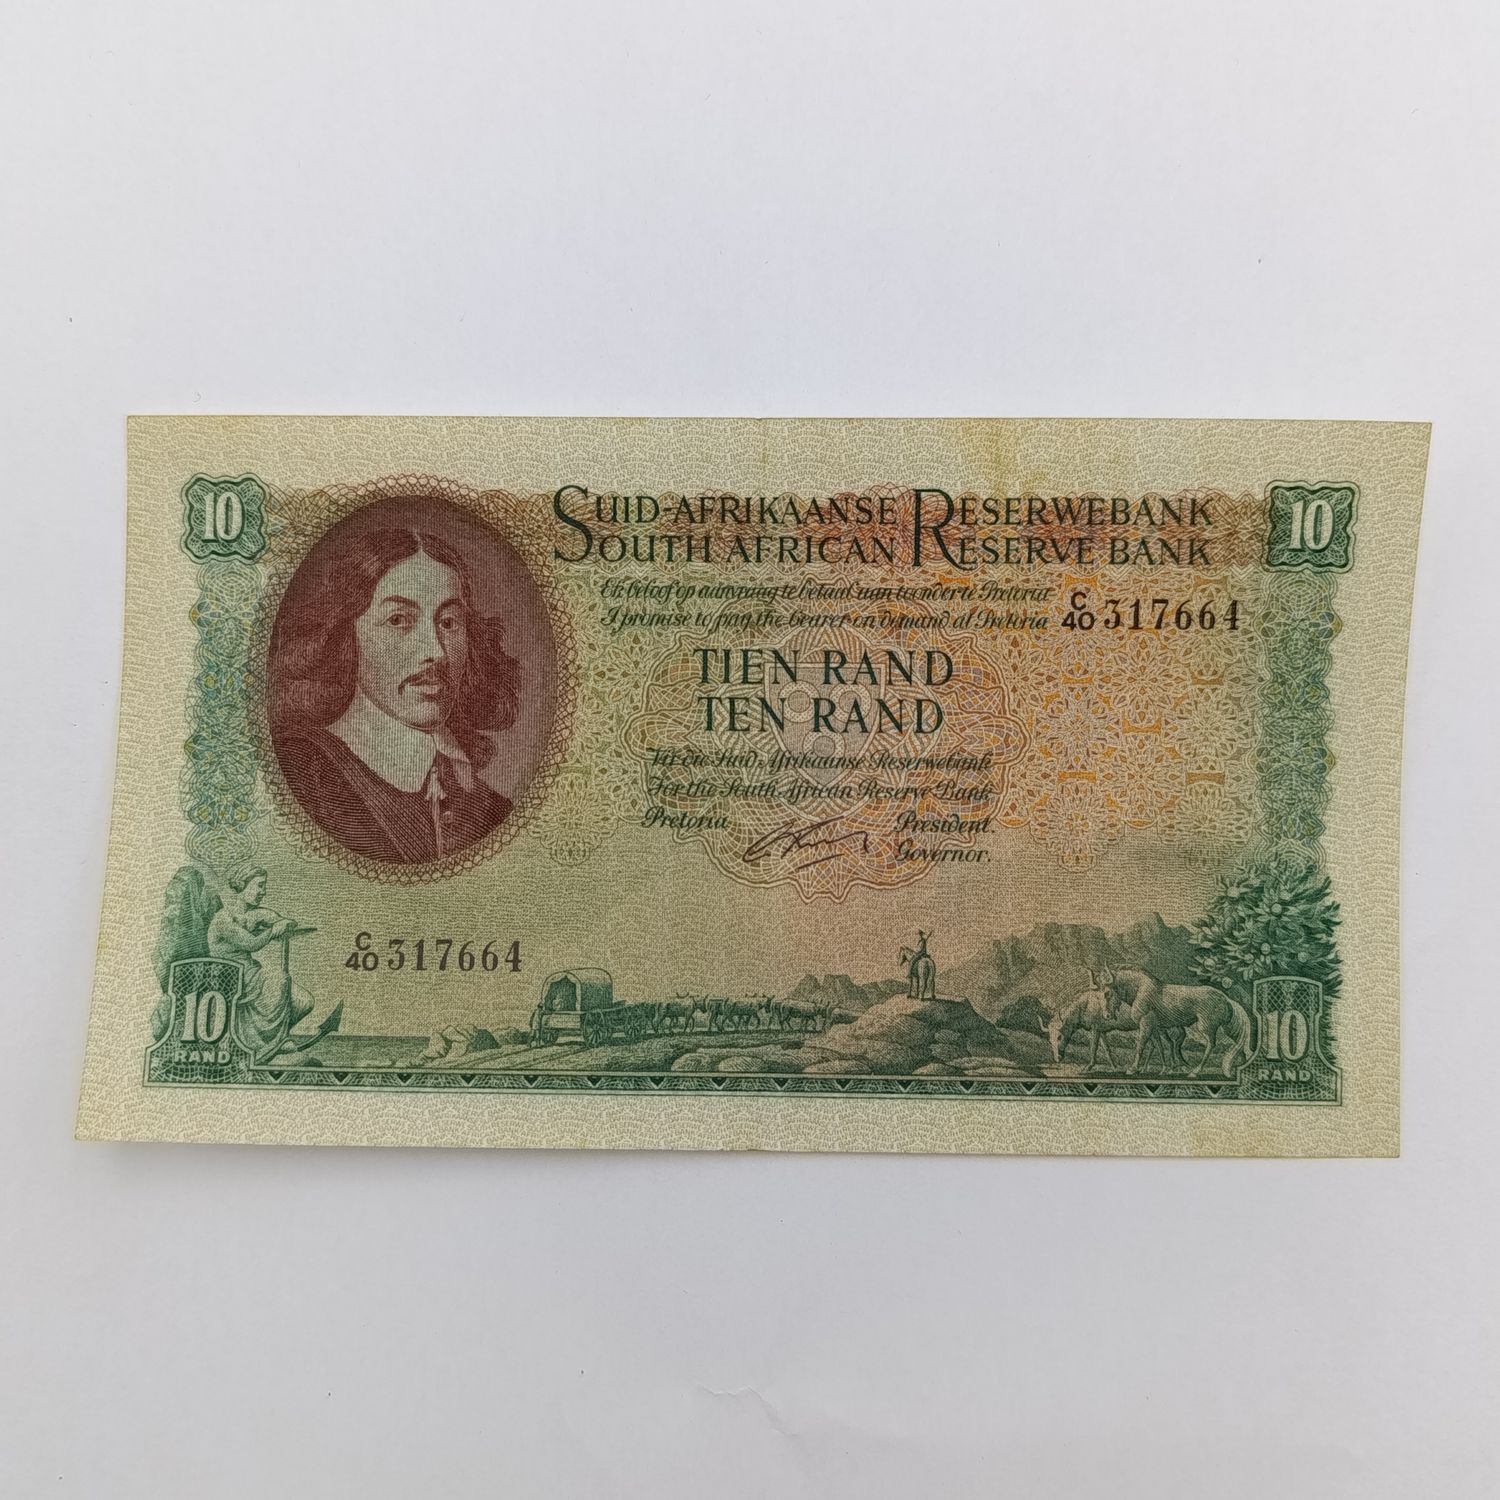 10
SUID-AFRIKAANSE RESERWEBANK
SOUTH AFRICAN RESERVE BANK
10
Ek beloof op aanvraag te betaal aan toonder te Pretoria
I promise to pay the bearer on demand at Pretoria
C/40 317664
TIEN RAND
TEN RAND
Vir die Suid-Afrikaanse Reserwebank
For the South African Reserve Bank
Pretoria
President.
Governor.
C/40 317664
10
RAND
10
RAND